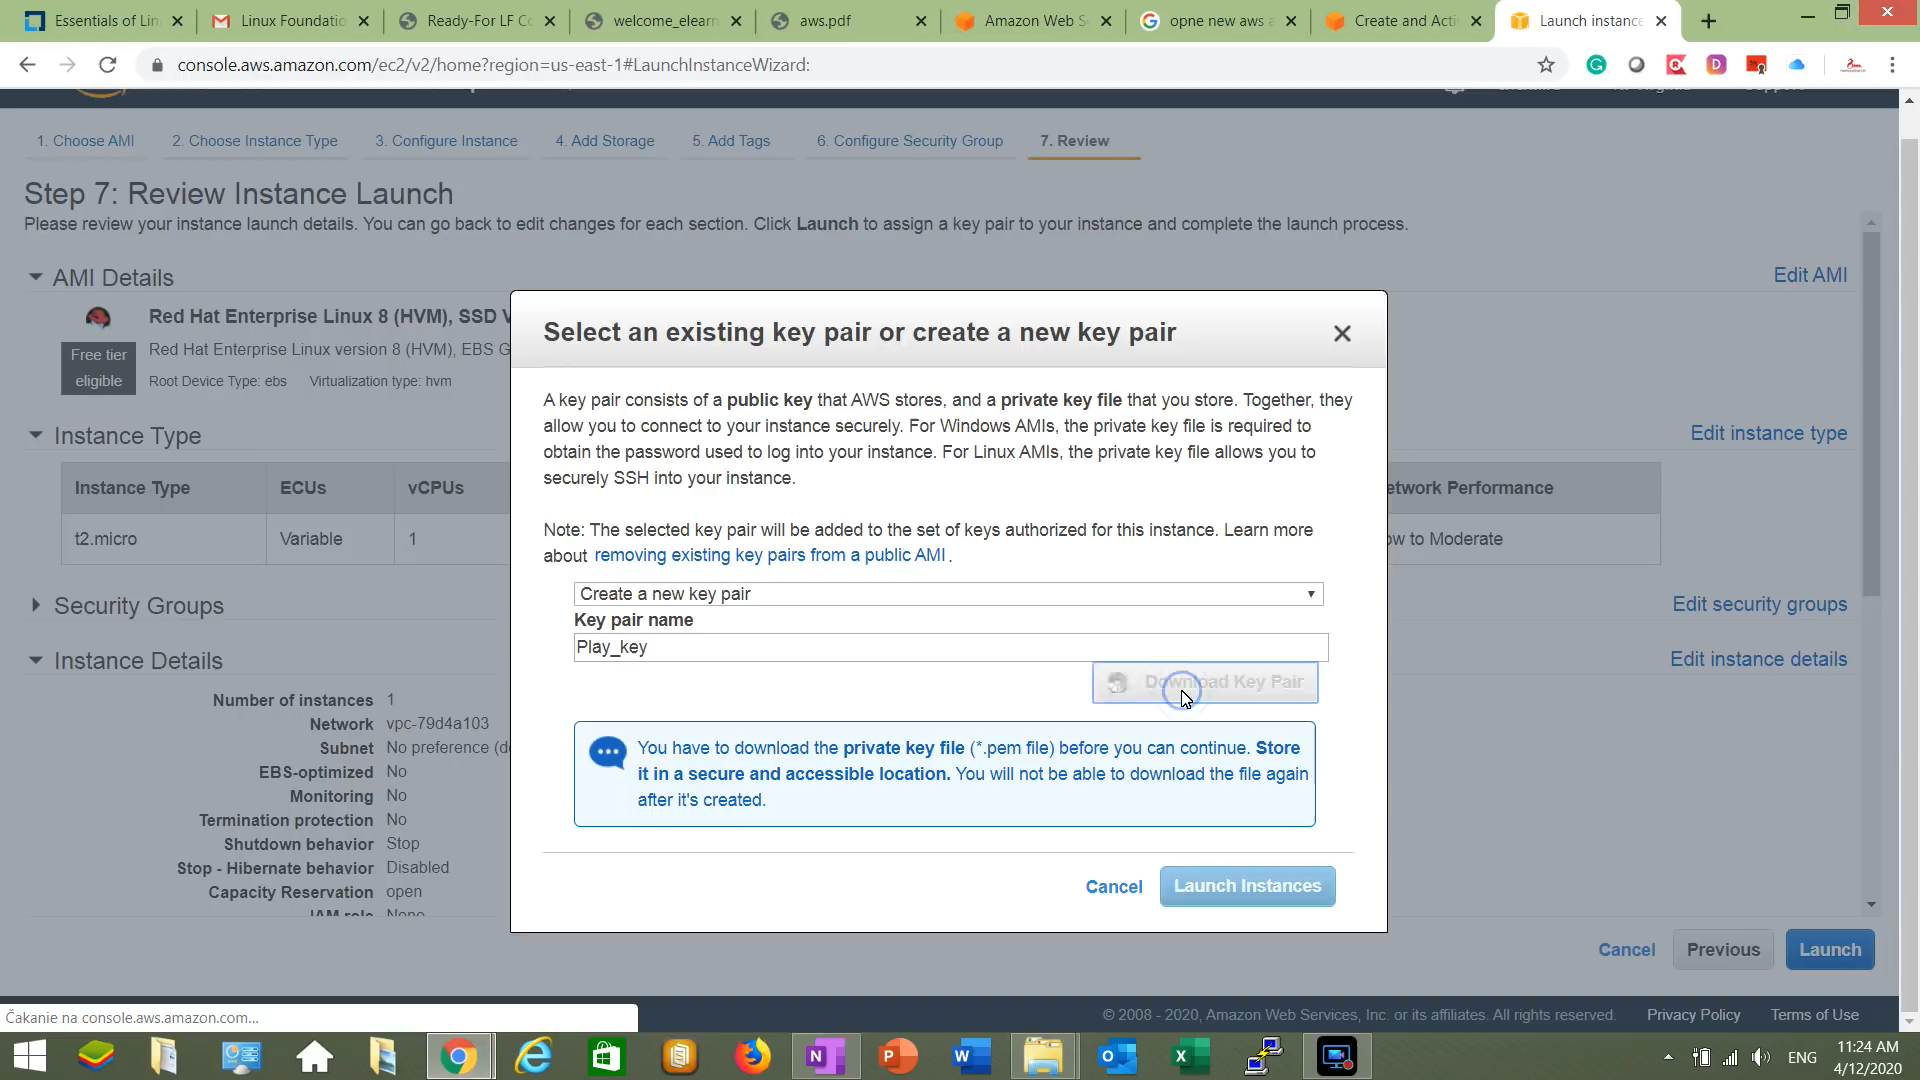 Essentials of Lin
Linux Foundatio
Ready-For LF Co
welcome_elearn
aws.pdf
Amazon Web S
opne new aws a
Create and Acti
Launch instance
console.aws.amazon.com/ec2/v2/home?region=us-east-1#LaunchInstanceWizard:
1. Choose AMI
2. Choose Instance Type
3. Configure Instance
4. Add Storage
5. Add Tags
6. Configure Security Group
7. Review
Step 7: Review Instance Launch
Please review your instance launch details. You can go back to edit changes for each section. Click Launch to assign a key pair to your instance and complete the launch process.
AMI Details
Edit AMI
Red Hat Enterprise Linux 8 (HVM), SSD V
Free tier
eligible
Red Hat Enterprise Linux version 8 (HVM), EBS G
Root Device Type: ebs Virtualization type: hvm
Instance Type
Edit instance type
Instance Type
ECUs
vCPUs
etwork Performance
t2.micro
Variable
1
ow to Moderate
Security Groups
Edit security groups
Instance Details
Edit instance details
Number of instances 1
Network vpc-79d4a103
Subnet No preference (d
EBS-optimized No
Monitoring No
Termination protection No
Shutdown behavior Stop
Stop - Hibernate behavior Disabled
Capacity Reservation open
IAM role None
Select an existing key pair or create a new key pair
A key pair consists of a public key that AWS stores, and a private key file that you store. Together, they
allow you to connect to your instance securely. For Windows AMIs, the private key file is required to
obtain the password used to log into your instance. For Linux AMIs, the private key file allows you to
securely SSH into your instance.
Note: The selected key pair will be added to the set of keys authorized for this instance. Learn more
about removing existing key pairs from a public AMI .
Create a new key pair
Key pair name
Play_key
Download Key Pair
You have to download the private key file (*.pem file) before you can continue. Store
it in a secure and accessible location. You will not be able to download the file again
after it's created.
Cancel
Launch Instances
Cancel
Previous
Launch
Čakanie na console.aws.amazon.com...
© 2008 - 2020, Amazon Web Services, Inc. or its affiliates. All rights reserved.
Privacy Policy
Terms of Use
ENG
11:24 AM
4/12/2020